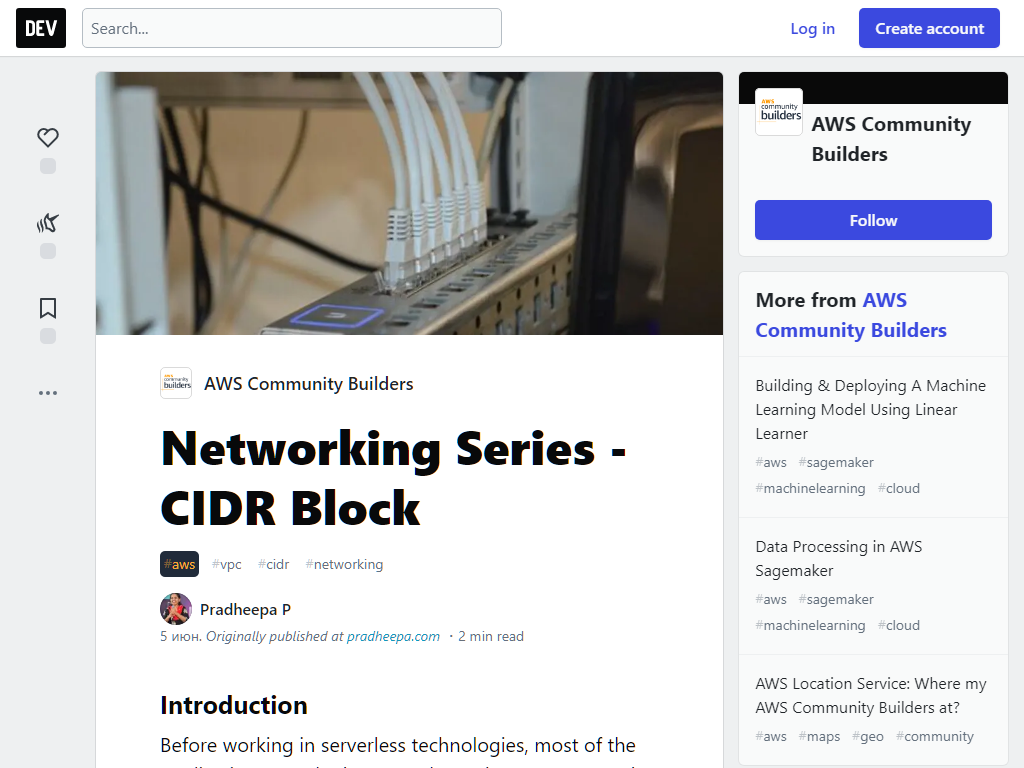 DEV
Search...
Log in
Create account
AWS Community Builders
Networking Series -
CIDR Block
#aws #vpc #cidr #networking
Pradheepa P
5 июн. Originally published at pradheepa.com ・2 min read
Introduction
Before working in serverless technologies, most of the
aws
community
builders
AWS Community
Builders
Follow
More from AWS
Community Builders
Building & Deploying A Machine
Learning Model Using Linear
Learner
#aws #sagemaker
#machinelearning #cloud
Data Processing in AWS
Sagemaker
#aws #sagemaker
#machinelearning #cloud
AWS Location Service: Where my
AWS Community Builders at?
#aws #maps #geo #community